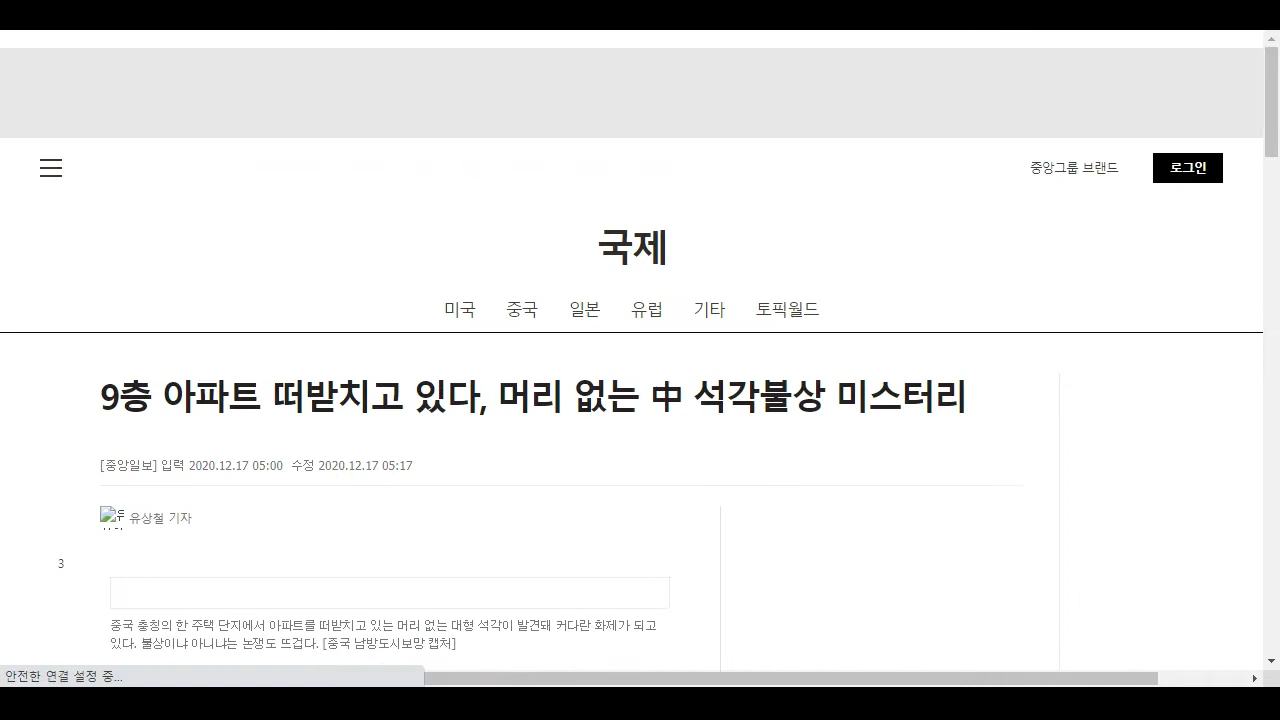 중앙그룹 브랜드 로그인
국제
미국 중국 일본 유럽 기타 토픽월드
9층 아파트 떠받치고 있다, 머리 없는 中 석각불상 미스터리
[중앙일보] 입력 2020.12.17 05:00 수정 2020.12.17 05:17
유상철 기자
3
중국 충칭의 한 주택 단지에서 아파트를 떠받치고 있는 머리 없는 대형 석각이 발견돼 커다란 화제가 되고
있다. 불상이냐 아니냐는 논쟁도 뜨겁다. [중국 남방도시보망 캡처]
안전한 연결 설정 중...